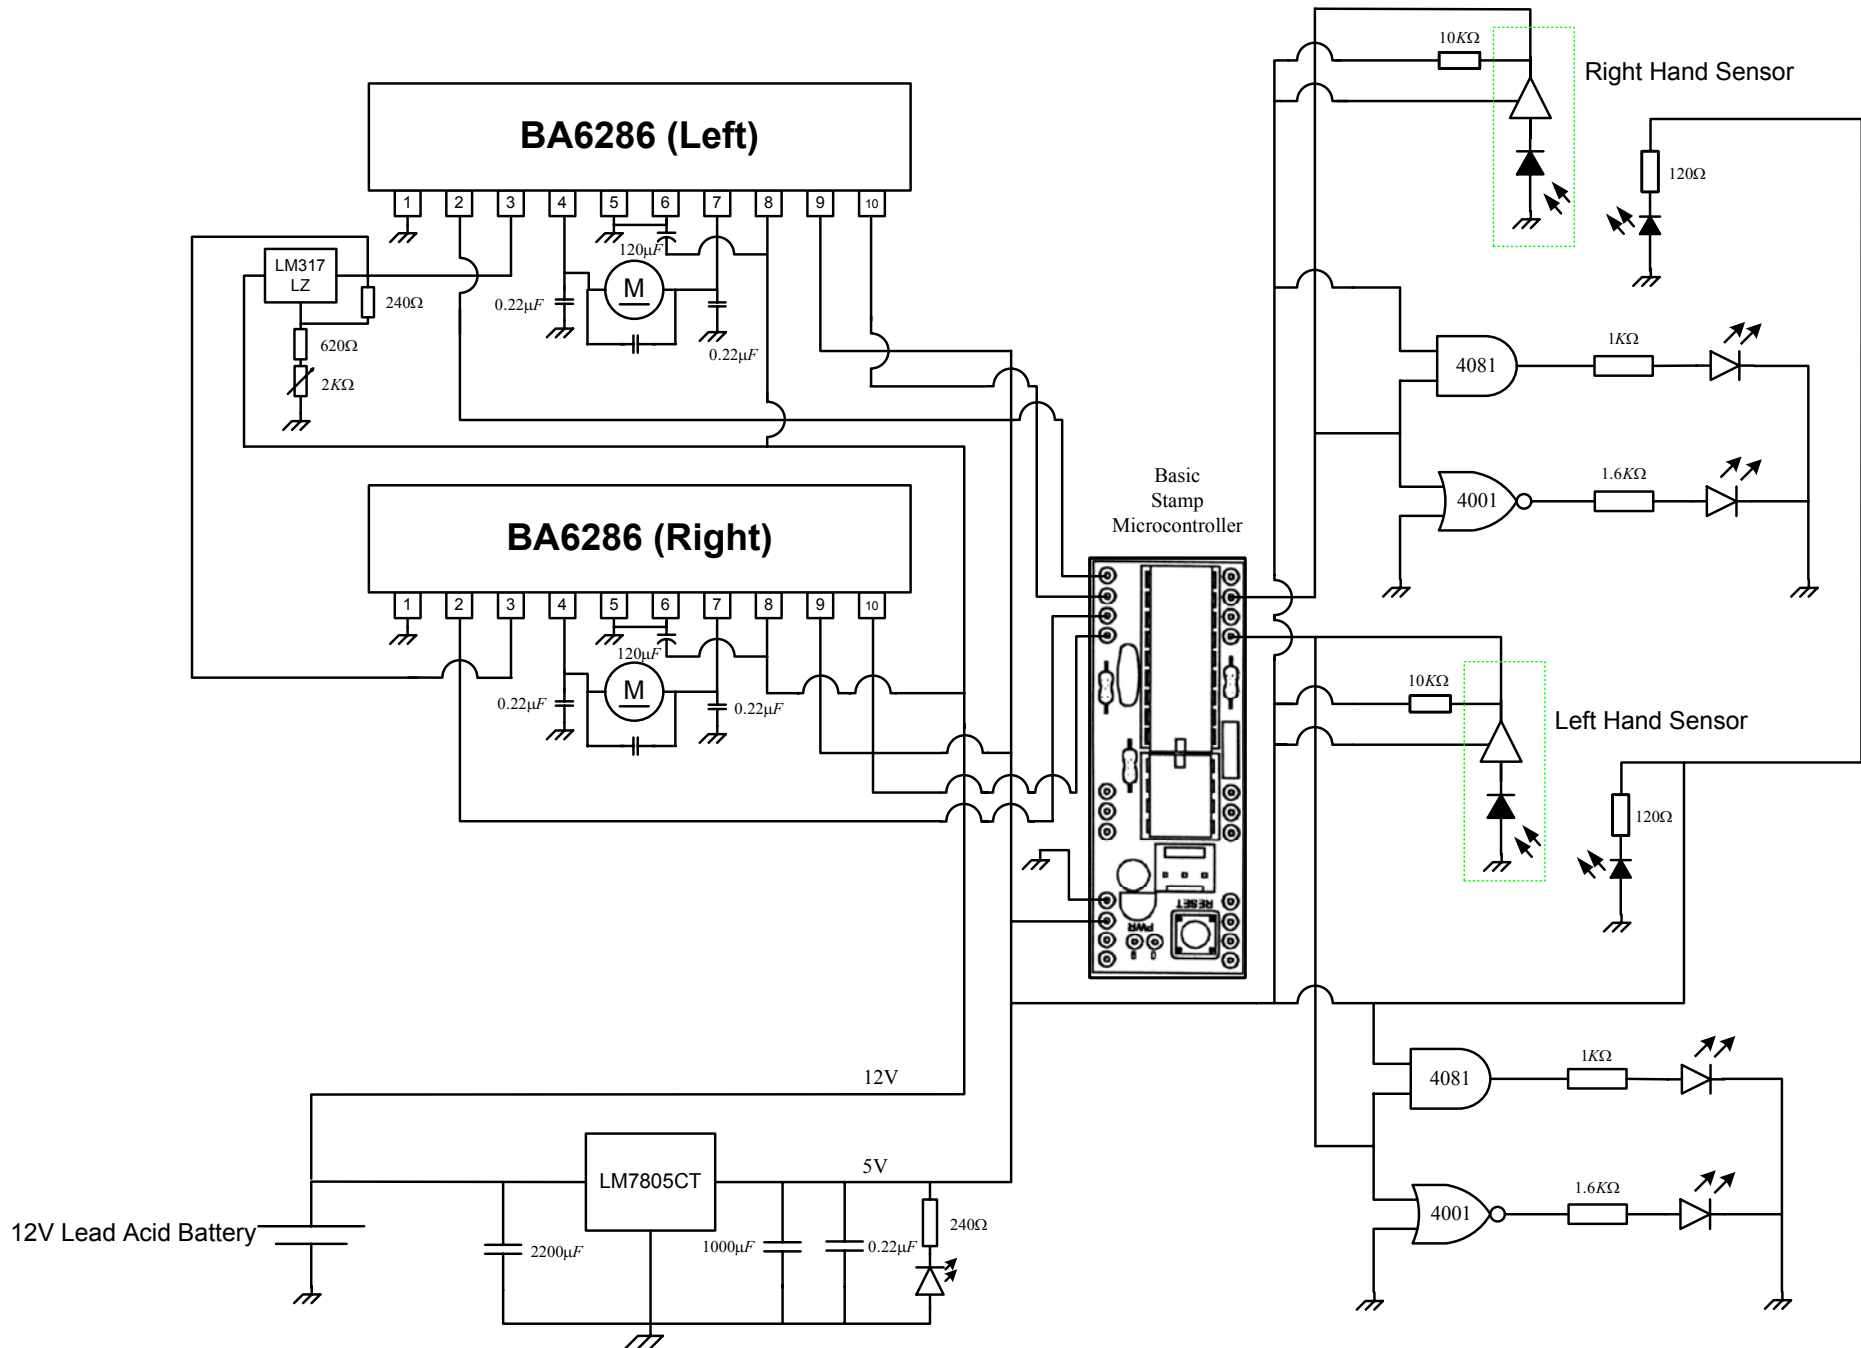 10KΩ
Right Hand Sensor
BA6286 (Left)
120Ω
1 2 3 4 5 6 7 8 9 10
120μF
LM317
LZ
M
240Ω
0.22μF
620Ω
0.22μF
1KΩ
4081
2KΩ
Basic
Stamp
Microcontroller
1.6KΩ
4001
BA6286 (Right)
1 2 3 4 5 6 7 8 9 10
120μF
M
0.22μF
0.22μF
10KΩ
Left Hand Sensor
120Ω
RESET
PWR
1KΩ
4081
12V
5V
LM7805CT
1.6KΩ
4001
12V Lead Acid Battery
2200μF
1000μF
0.22μF
240Ω